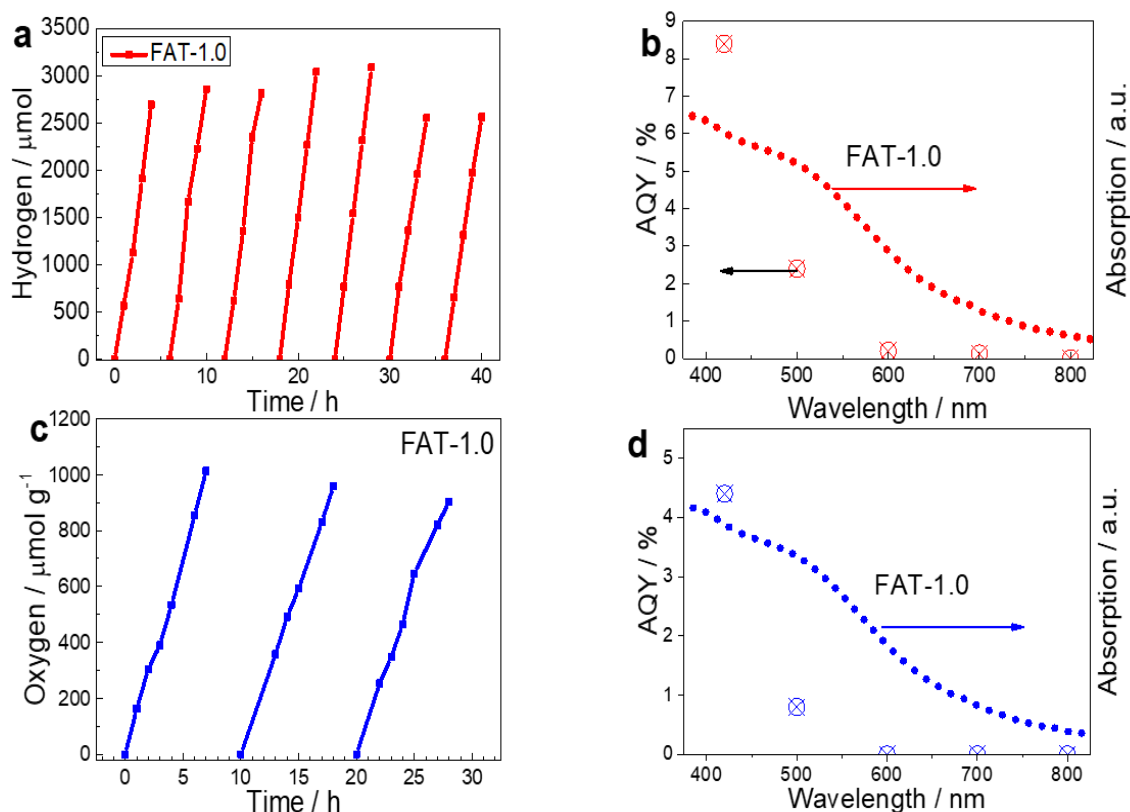 a
FAT-1.0
Hydrogen / μmol
3500
3000
2500
2000
1500
1000
500
0
0 10 20 30 40
Time / h
b
AQY / %
9
8
7
6
5
4
3
2
1
0
FAT-1.0
Absorption / a.u.
400 500 600 700 800
Wavelength / nm
c
FAT-1.0
Oxygen / μmol g⁻¹
1200
1000
800
600
400
200
0
0 5 10 15 20 25 30
Time / h
d
AQY / %
5
4
3
2
1
0
FAT-1.0
Absorption / a.u.
400 500 600 700 800
Wavelength / nm